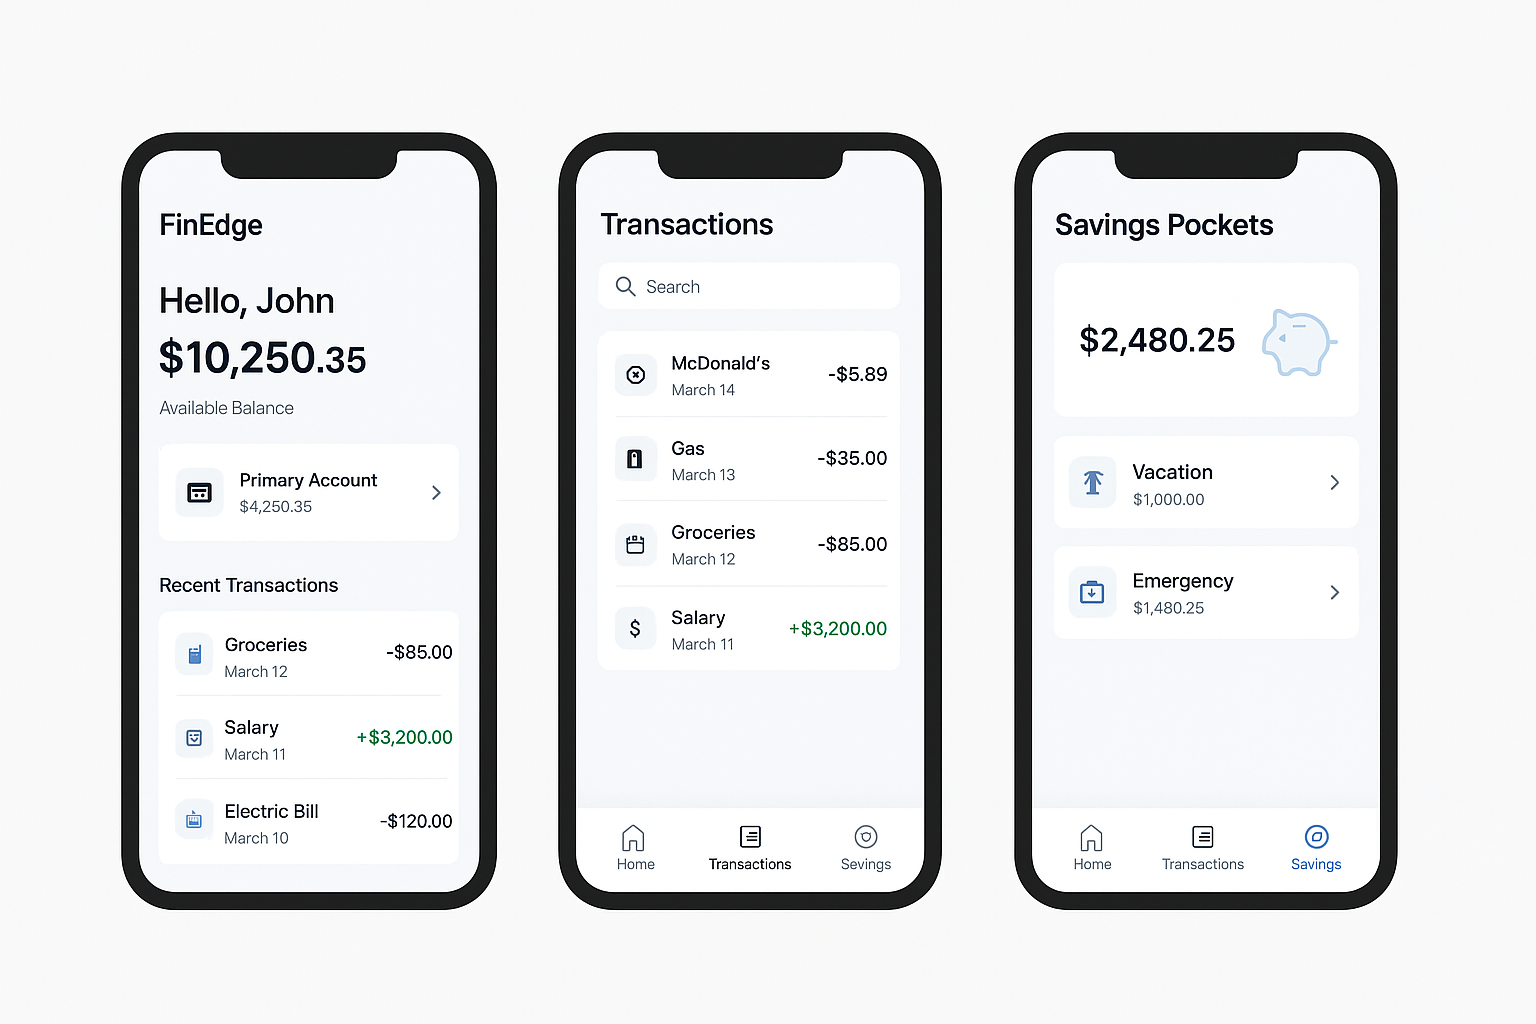 FinEdge
Hello, John
$10,250.35
Available Balance
Primary Account
$4,250.35
Recent Transactions
Groceries
March 12
-$85.00
Salary
March 11
+$3,200.00
Electric Bill
March 10
-$120.00
Transactions
Search
McDonald's
March 14
-$5.89
Gas
March 13
-$35.00
Groceries
March 12
-$85.00
Salary
March 11
+$3,200.00
$
Home
Transactions
Sevings
Savings Pockets
$2,480.25
Vacation
$1,000.00
Emergency
$1,480.25
Home
Transactions
Savings